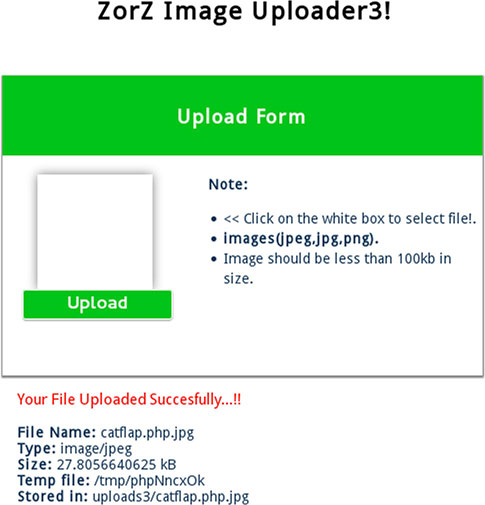 ZorZ Image Uploader3!
Upload Form
Note:
<< Click on the white box to select file!.
images(jpeg,jpg,png).
Image should be less than 100kb in
size.
Upload
Your File Uploaded Succesfully...!!
File Name: catflap.php.jpg
Type: image/jpeg
Size: 27.8056640625 kB
Temp file: /tmp/phpNncxOk
Stored in: uploads3/catflap.php.jpg